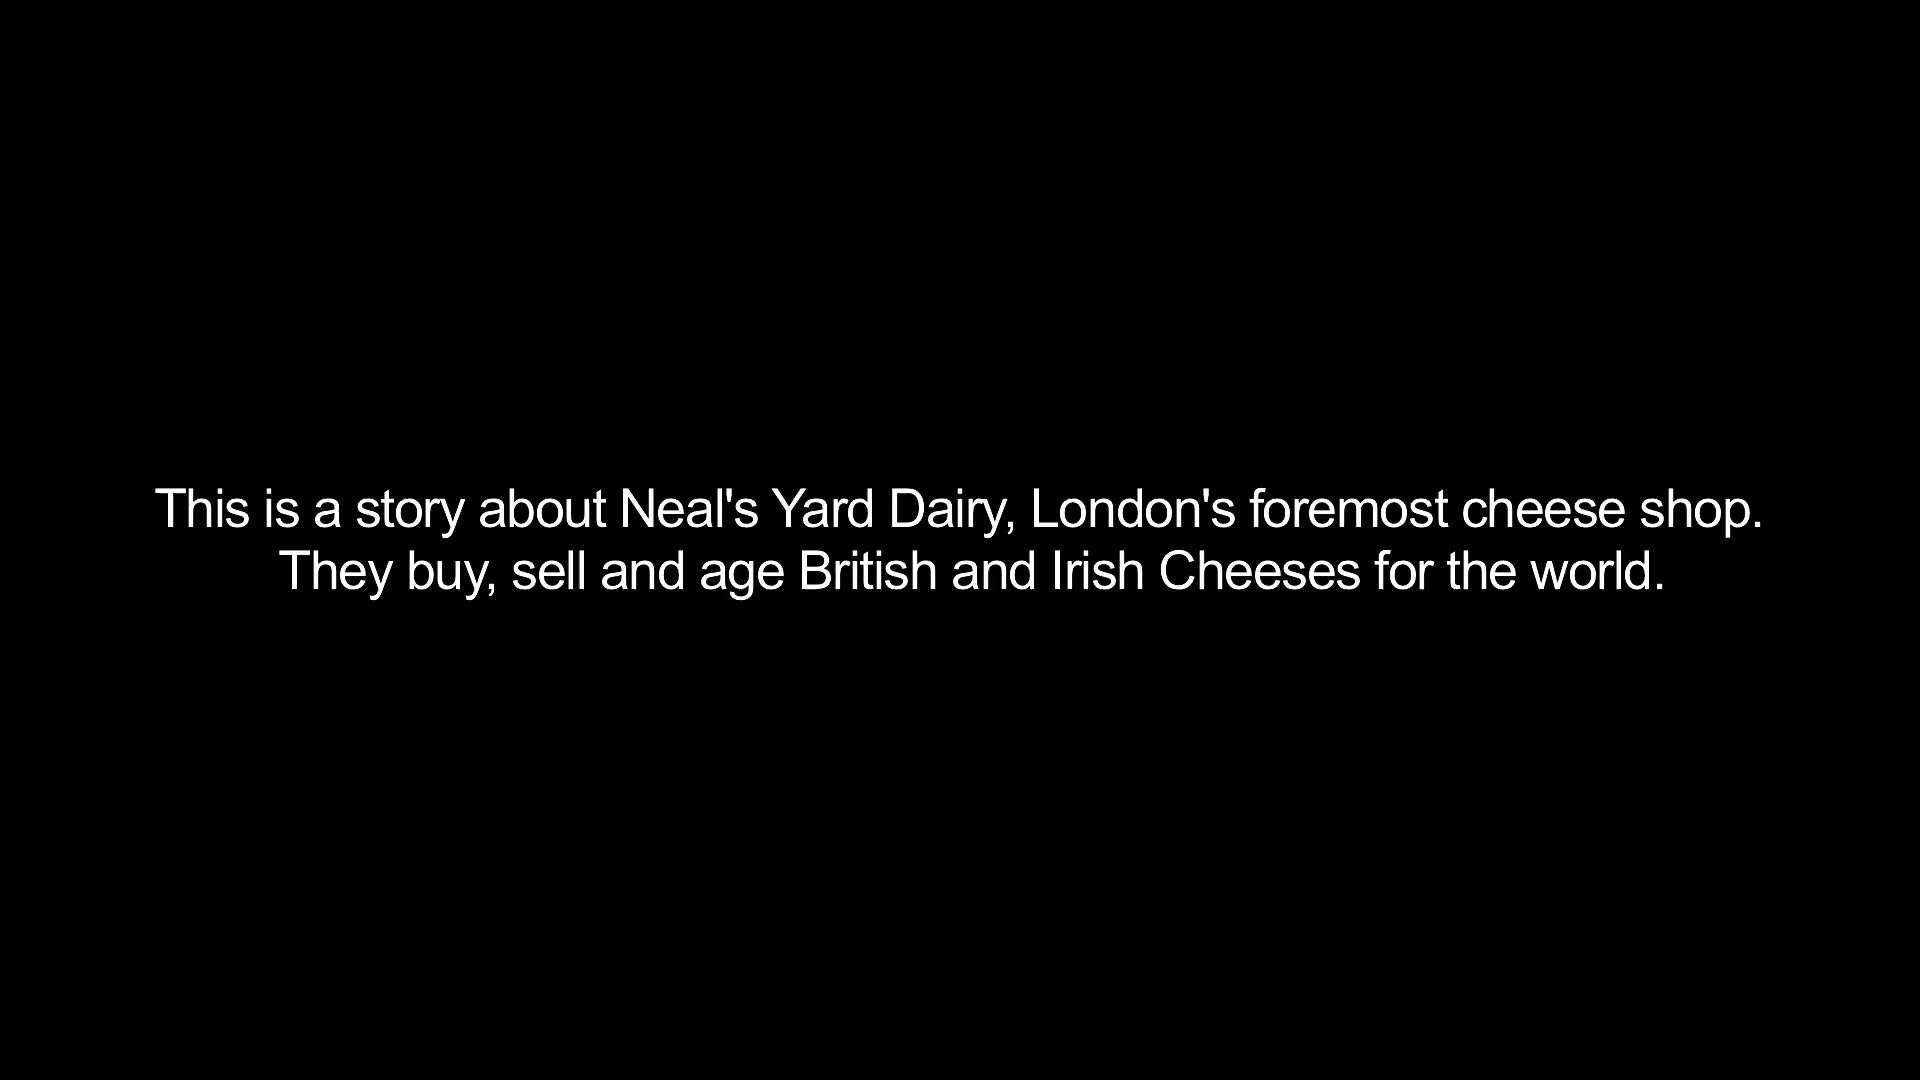 This is a story about Neal's Yard Dairy, London's foremost cheese shop.
They buy, sell and age British and Irish Cheeses for the world.